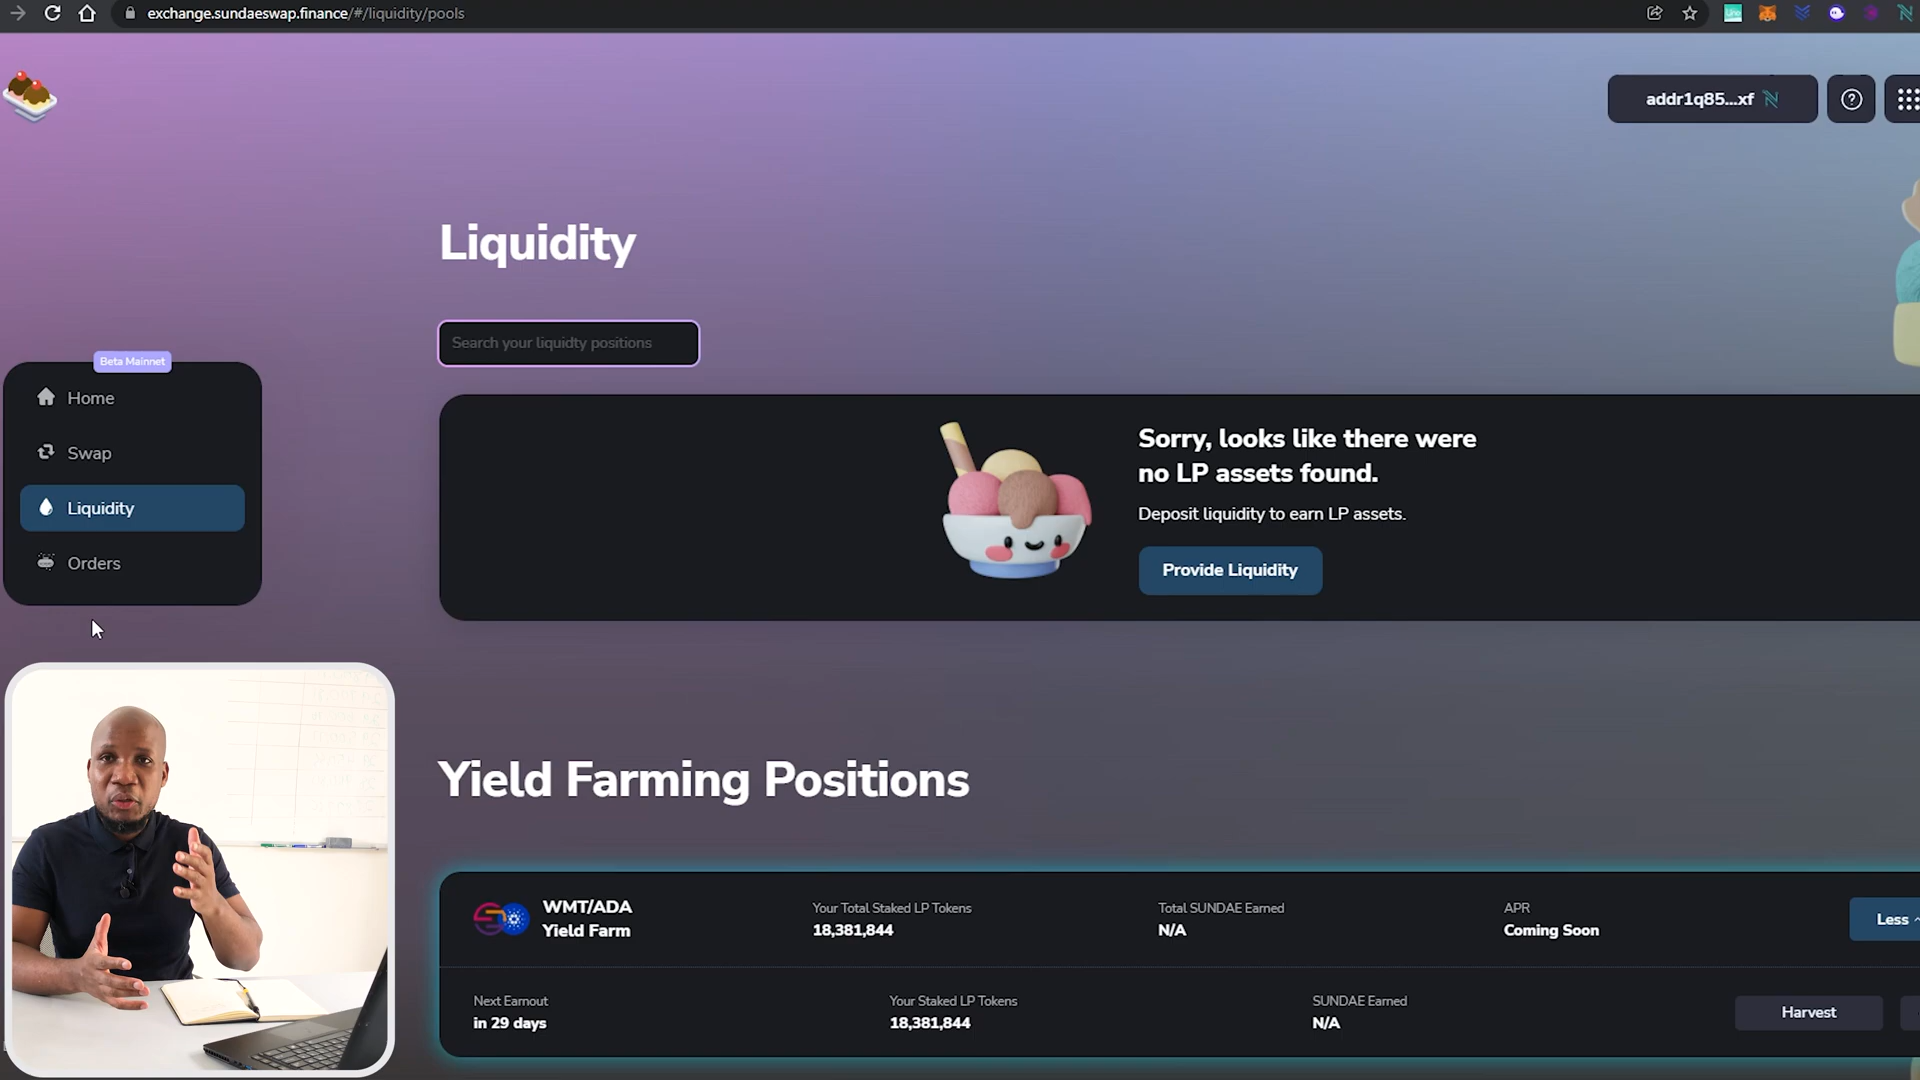 exchange.sundaeswap.finance/#/liquidity/pools
addr1q85...xf
Liquidity
Search your liquidty positions
Beta Mainnet
Home
Swap
Liquidity
Orders
Sorry, looks like there were
no LP assets found.
Deposit liquidity to earn LP assets.
Provide Liquidity
Yield Farming Positions
WMT/ADA
Yield Farm
Your Total Staked LP Tokens
18,381,844
Total SUNDAE Earned
N/A
APR
Coming Soon
Less
Next Earnout
in 29 days
Your Staked LP Tokens
18,381,844
SUNDAE Earned
N/A
Harvest